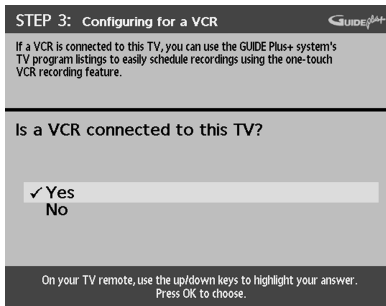 STEP 3: Configuring for a VCR GUIDE Plus+
If a VCR is connected to this TV, you can use the GUIDE Plus+ system's
TV program listings to easily schedule recordings using the one-touch
VCR recording feature.
Is a VCR connected to this TV?
✓ Yes
No
On your TV remote, use the up/down keys to highlight your answer.
Press OK to choose.